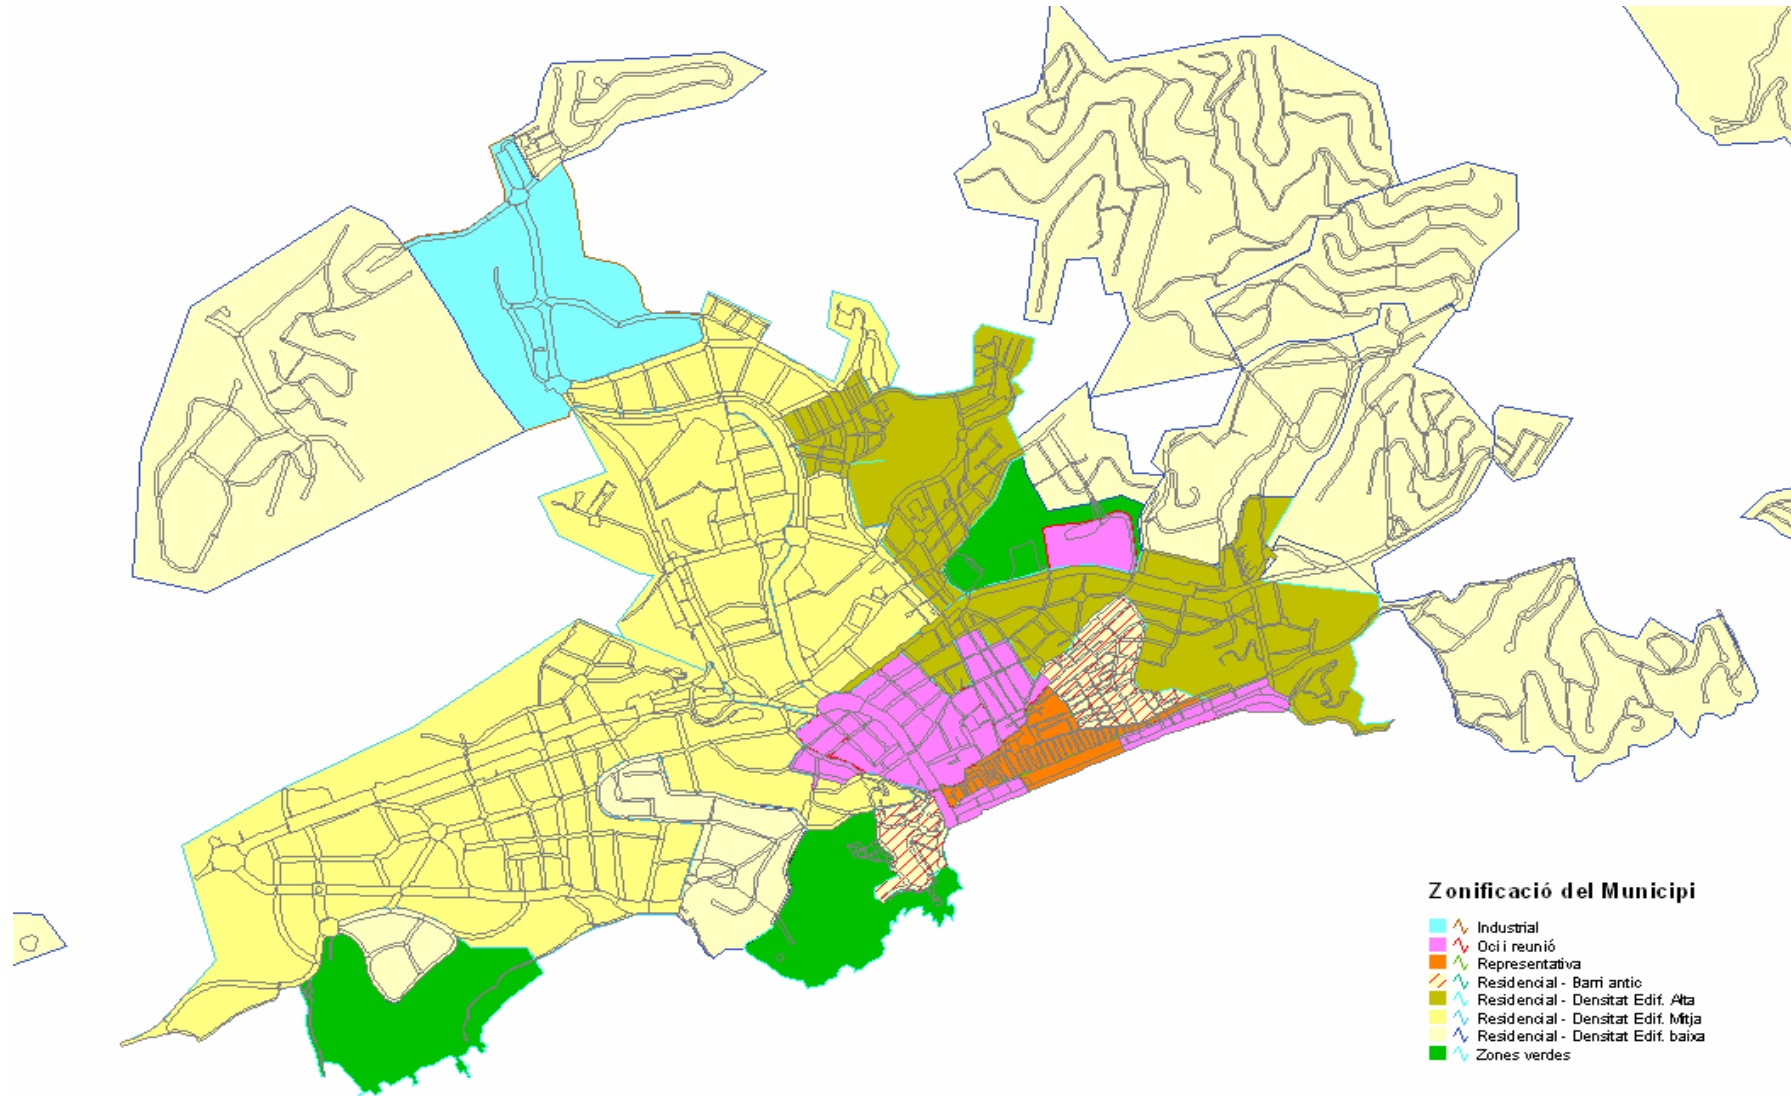 Zonificació del Municipi
Industrial
Oci i reunió
Representativa
Residencial - Barri antic
Residencial - Densitat Edif. Alta
Residencial - Densitat Edif. Mitja
Residencial - Densitat Edif. baixa
Zones verdes